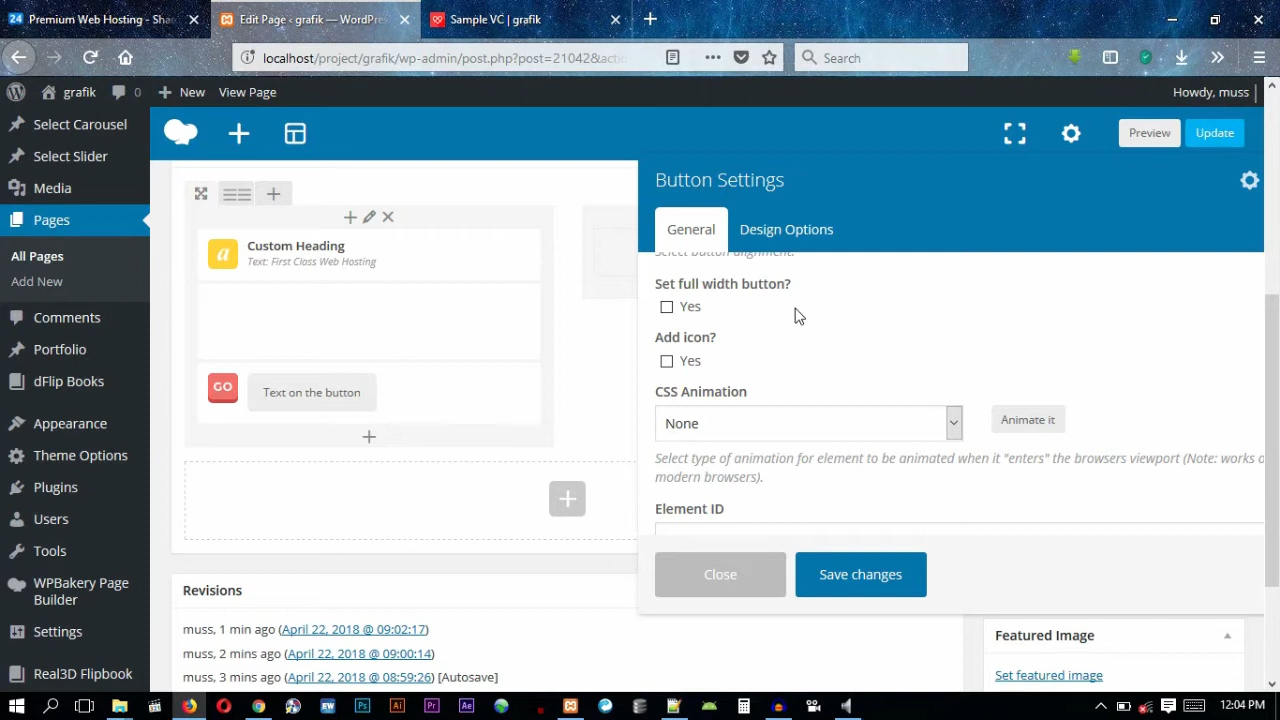 Premium Web Hosting - Sha
Edit Page ‹ grafik — WordPre
Sample VC | grafik
localhost/project/grafik/wp-admin/post.php?post=21042&acti
Search
grafik
0
New
View Page
Howdy, muss
Select Carousel
Select Slider
Media
Pages
All Pages
Add New
Comments
Portfolio
dFlip Books
Appearance
Theme Options
Plugins
Users
Tools
WPBakery Page
Builder
Settings
Real3D Flipbook
Preview
Update
Custom Heading
Text: First Class Web Hosting
GO
Text on the button
Button Settings
General
Design Options
Select button alignment.
Set full width button?
Yes
Add icon?
Yes
CSS Animation
None
Animate it
Select type of animation for element to be animated when it "enters" the browsers viewport (Note: works o
modern browsers).
Element ID
Close
Save changes
Revisions
muss, 1 min ago (April 22, 2018 @ 09:02:17)
muss, 2 mins ago (April 22, 2018 @ 09:00:14)
muss, 3 mins ago (April 22, 2018 @ 08:59:26) [Autosave]
Featured Image
Set featured image
12:04 PM